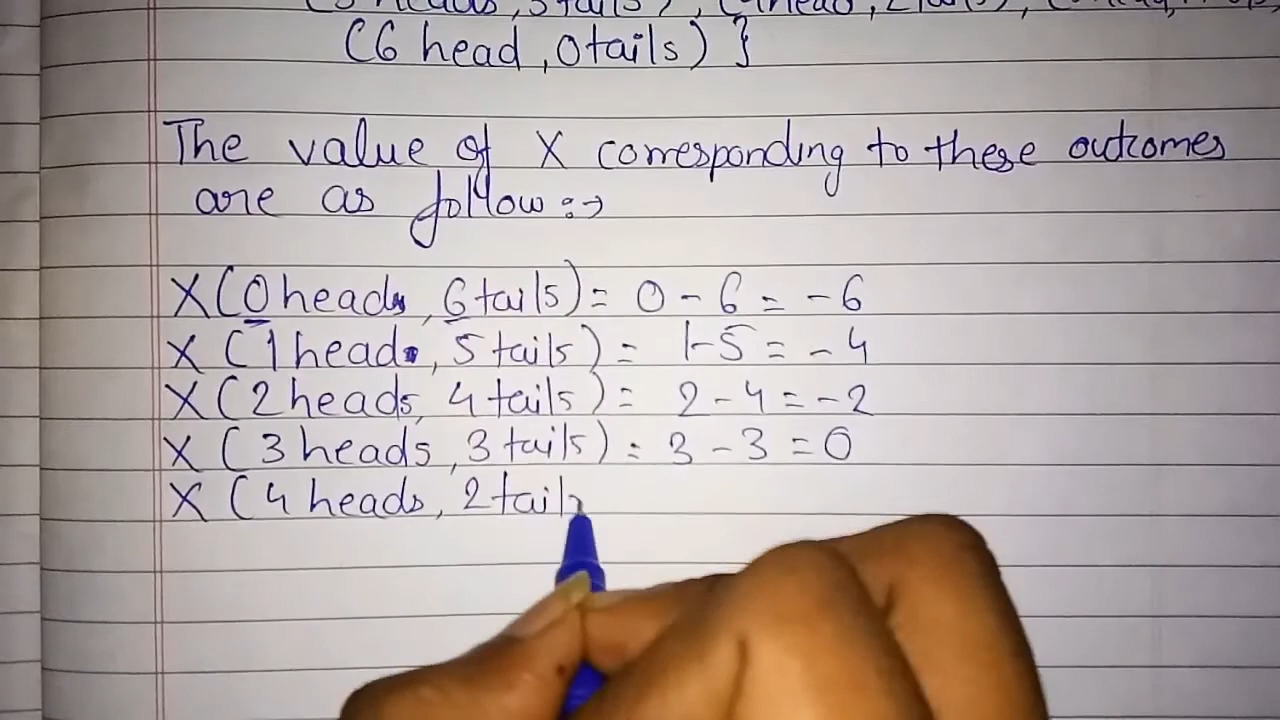 (6 head, 0tails) }
The value of X corresponding to these outcomes
are as follow :→
X(0 heads, 6 tails) = 0 - 6 = -6
X (1 head, 5 tails) = 1-5 = -4
X (2 heads, 4 tails) = 2 - 4 = -2
X (3 heads, 3 tails) = 3 - 3 = 0
X (4 heads, 2 tails